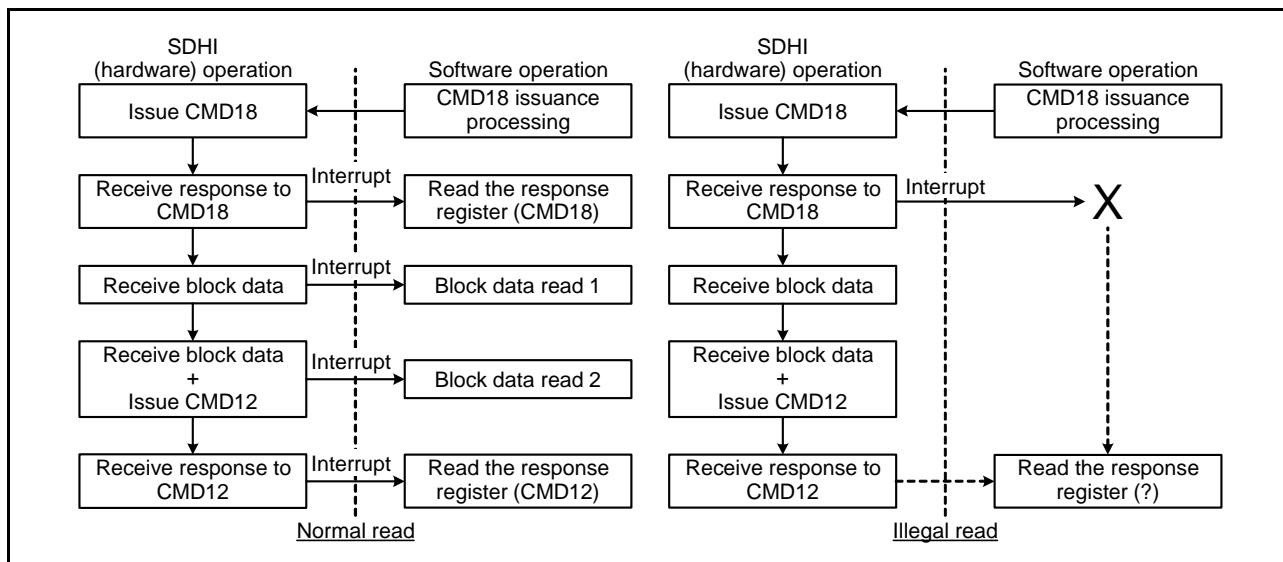 SDHI
(hardware) operation
Software operation
Issue CMD18
CMD18 issuance
processing
Receive response to
CMD18
Interrupt
Read the response
register (CMD18)
Receive block data
Interrupt
Block data read 1
Receive block data
+
Issue CMD12
Interrupt
Block data read 2
Receive response to
CMD12
Interrupt
Read the response
register (CMD12)
Normal read
SDHI
(hardware) operation
Software operation
Issue CMD18
CMD18 issuance
processing
Receive response to
CMD18
Interrupt
X
Receive block data
Receive block data
+
Issue CMD12
Receive response to
CMD12
Read the response
register (?)
Illegal read